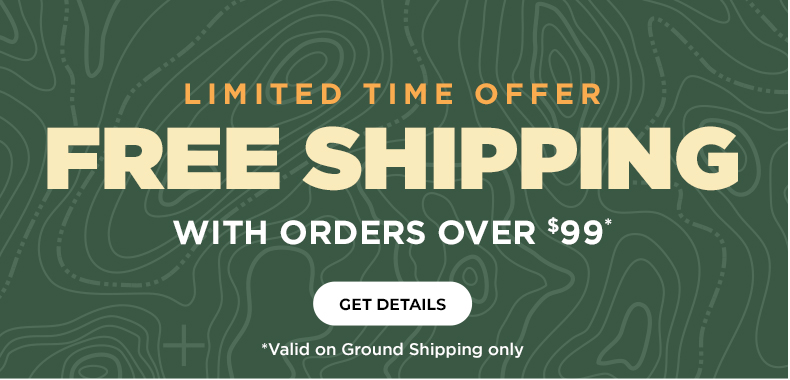 LIMITED TIME OFFER
FREE SHIPPING
WITH ORDERS OVER $99*
GET DETAILS
*Valid on Ground Shipping only